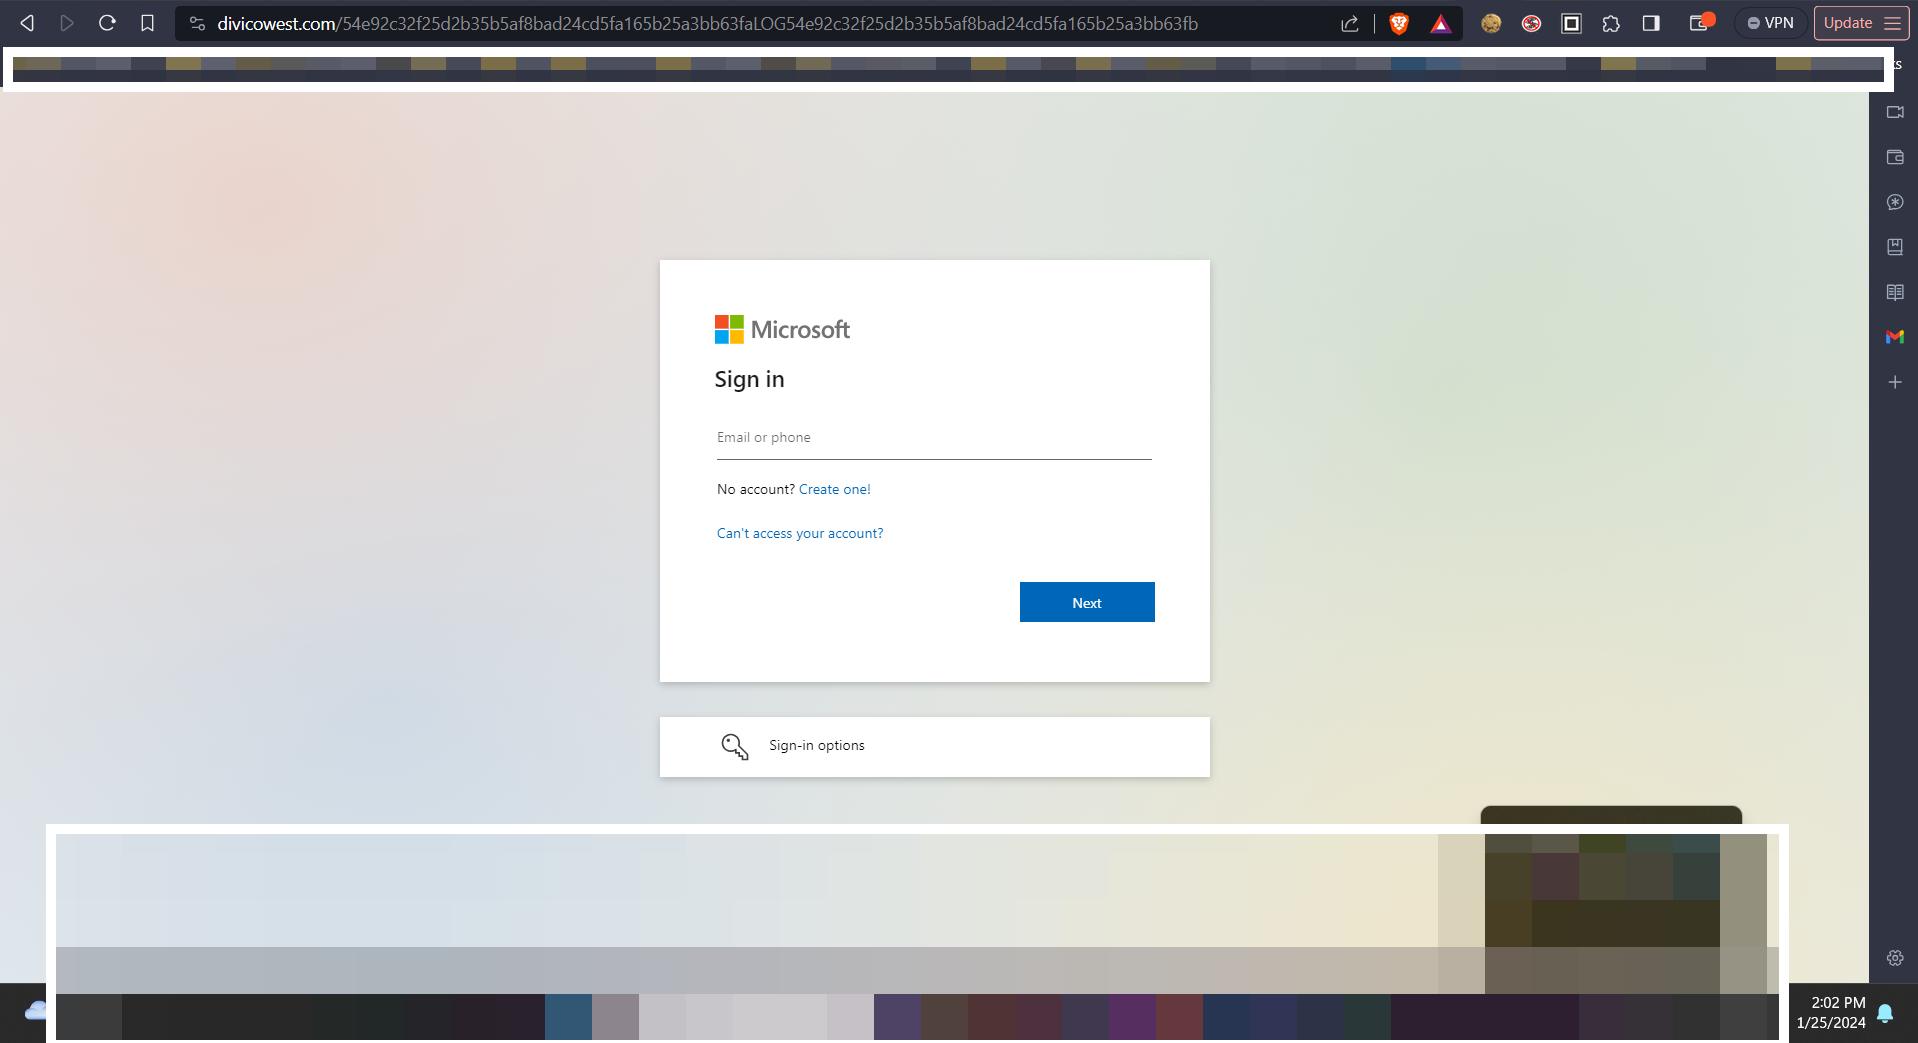 divicowest.com/54e92c32f25d2b35b5af8bad24cd5fa165b25a3bb63faLOG54e92c32f25d2b35b5af8bad24cd5fa165b25a3bb63fb
VPN
Update
Microsoft
Sign in
Email or phone
No account? Create one!
Can't access your account?
Next
Sign-in options
2:02 PM
1/25/2024